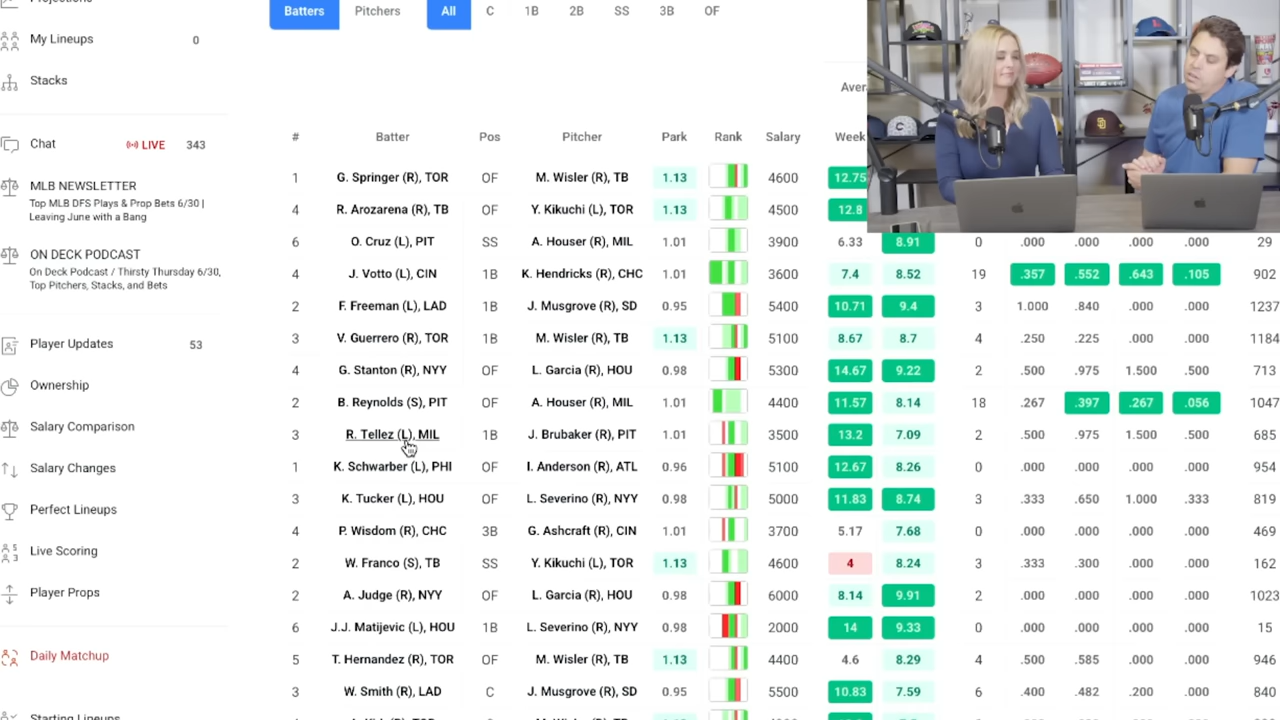 Batters Pitchers All C 1B 2B SS 3B OF
My Lineups 0
Stacks
Chat LIVE 343
MLB NEWSLETTER
Top MLB DFS Plays & Prop Bets 6/30 |
Leaving June with a Bang
ON DECK PODCAST
On Deck Podcast / Thirsty Thursday 6/30,
Top Pitchers, Stacks, and Bets
Player Updates 53
Ownership
Salary Comparison
Salary Changes
Perfect Lineups
Live Scoring
Player Props
Daily Matchup
Starting Lineups
# Batter Pos Pitcher Park Rank Salary Week
1 G. Springer (R), TOR OF M. Wisler (R), TB 1.13 4600 12.75
4 R. Arozarena (R), TB OF Y. Kikuchi (L), TOR 1.13 4500 12.8
6 O. Cruz (L), PIT SS A. Houser (R), MIL 1.01 3900 6.33 8.91 0 .000 .000 .000 .000 29
4 J. Votto (L), CIN 1B K. Hendricks (R), CHC 1.01 3600 7.4 8.52 19 .357 .552 .643 .105 902
2 F. Freeman (L), LAD 1B J. Musgrove (R), SD 0.95 5400 10.71 9.4 3 1.000 .840 .000 .000 1237
3 V. Guerrero (R), TOR 1B M. Wisler (R), TB 1.13 5100 8.67 8.7 4 .250 .225 .000 .000 1184
4 G. Stanton (R), NYY OF L. Garcia (R), HOU 0.98 5300 14.67 9.22 2 .500 .975 1.500 .500 713
2 B. Reynolds (S), PIT OF A. Houser (R), MIL 1.01 4400 11.57 8.14 18 .267 .397 .267 .056 1047
3 R. Tellez (L), MIL 1B J. Brubaker (R), PIT 1.01 3500 13.2 7.09 2 .500 .975 1.500 .500 685
1 K. Schwarber (L), PHI OF I. Anderson (R), ATL 0.96 5100 12.67 8.26 0 .000 .000 .000 .000 954
3 K. Tucker (L), HOU OF L. Severino (R), NYY 0.98 5000 11.83 8.74 3 .333 .650 1.000 .333 819
4 P. Wisdom (R), CHC 3B G. Ashcraft (R), CIN 1.01 3700 5.17 7.68 0 .000 .000 .000 .000 469
2 W. Franco (S), TB SS Y. Kikuchi (L), TOR 1.13 4600 4 8.24 3 .333 .300 .000 .000 162
2 A. Judge (R), NYY OF L. Garcia (R), HOU 0.98 6000 8.14 9.91 2 .000 .000 .000 .000 1023
6 J.J. Matijevic (L), HOU 1B L. Severino (R), NYY 0.98 2000 14 9.33 0 .000 .000 .000 .000 15
5 T. Hernandez (R), TOR OF M. Wisler (R), TB 1.13 4400 4.6 8.29 4 .500 .585 .000 .000 946
3 W. Smith (R), LAD C J. Musgrove (R), SD 0.95 5500 10.83 7.59 6 .400 .482 .200 .000 840